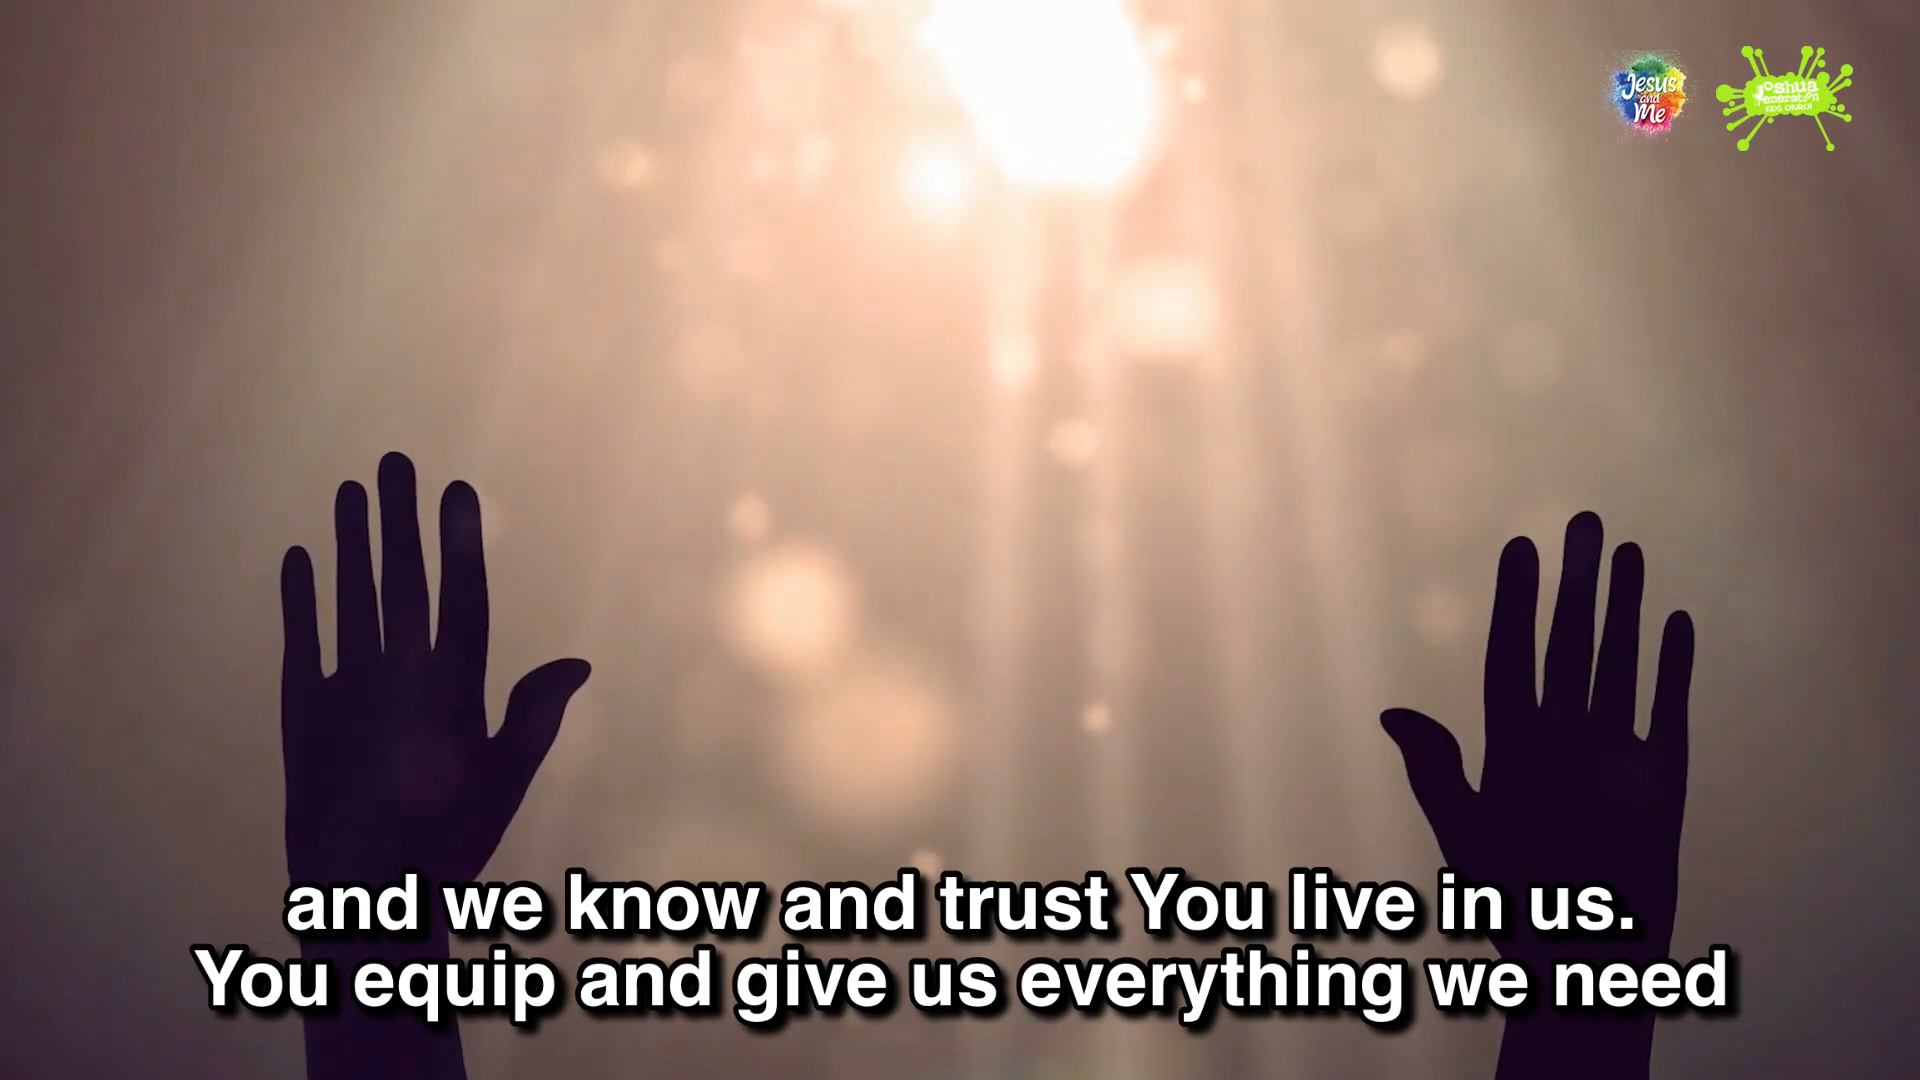 Jesus
and
Me
Joshua
Generation
KIDS CHURCH
and we know and trust You live in us.
You equip and give us everything we need